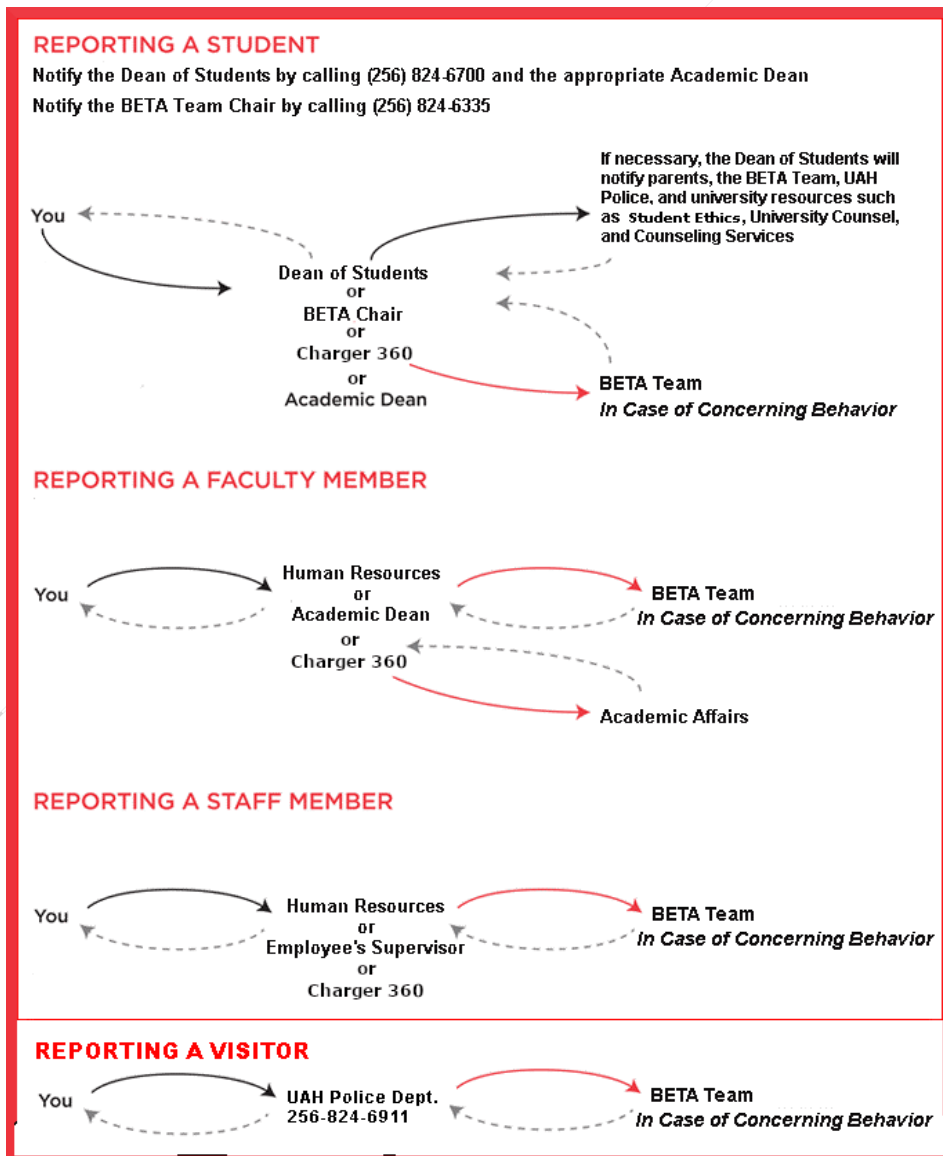 REPORTING A STUDENT
Notify the Dean of Students by calling (256) 824-6700 and the appropriate Academic Dean
Notify the BETA Team Chair by calling (256) 824-6335
If necessary, the Dean of Students will
notify parents, the BETA Team, UAH
Police, and university resources such
as Student Ethics, University Counsel,
and Counseling Services
You
Dean of Students
or
BETA Chair
or
Charger 360
or
Academic Dean
BETA Team
In Case of Concerning Behavior
REPORTING A FACULTY MEMBER
You
Human Resources
or
Academic Dean
or
Charger 360
BETA Team
In Case of Concerning Behavior
Academic Affairs
REPORTING A STAFF MEMBER
You
Human Resources
or
Employee's Supervisor
or
Charger 360
BETA Team
In Case of Concerning Behavior
REPORTING A VISITOR
You
UAH Police Dept.
256-824-6911
BETA Team
In Case of Concerning Behavior